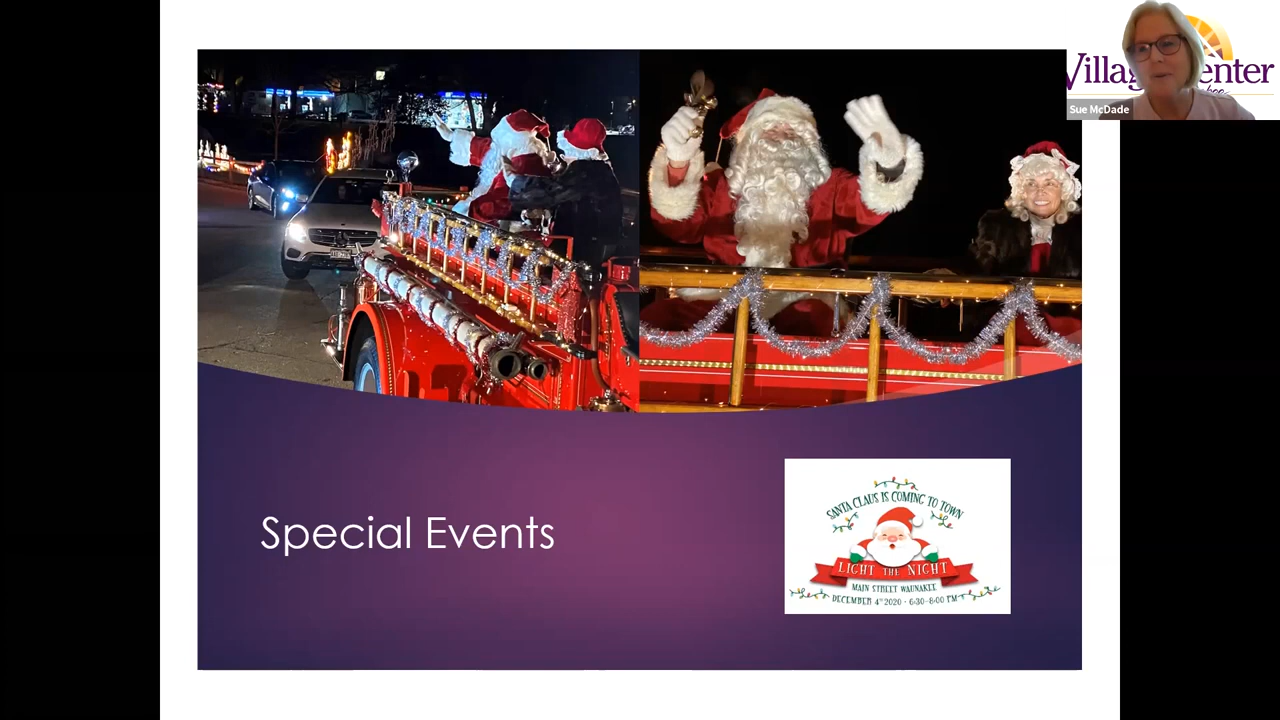 Village Center
Sue McDade
SANTA CLAUS IS COMING TO TOWN
LIGHT THE NIGHT
MAIN STREET WAUNAKEE
DECEMBER 4TH 2020 - 6:30-8:00 PM
Special Events